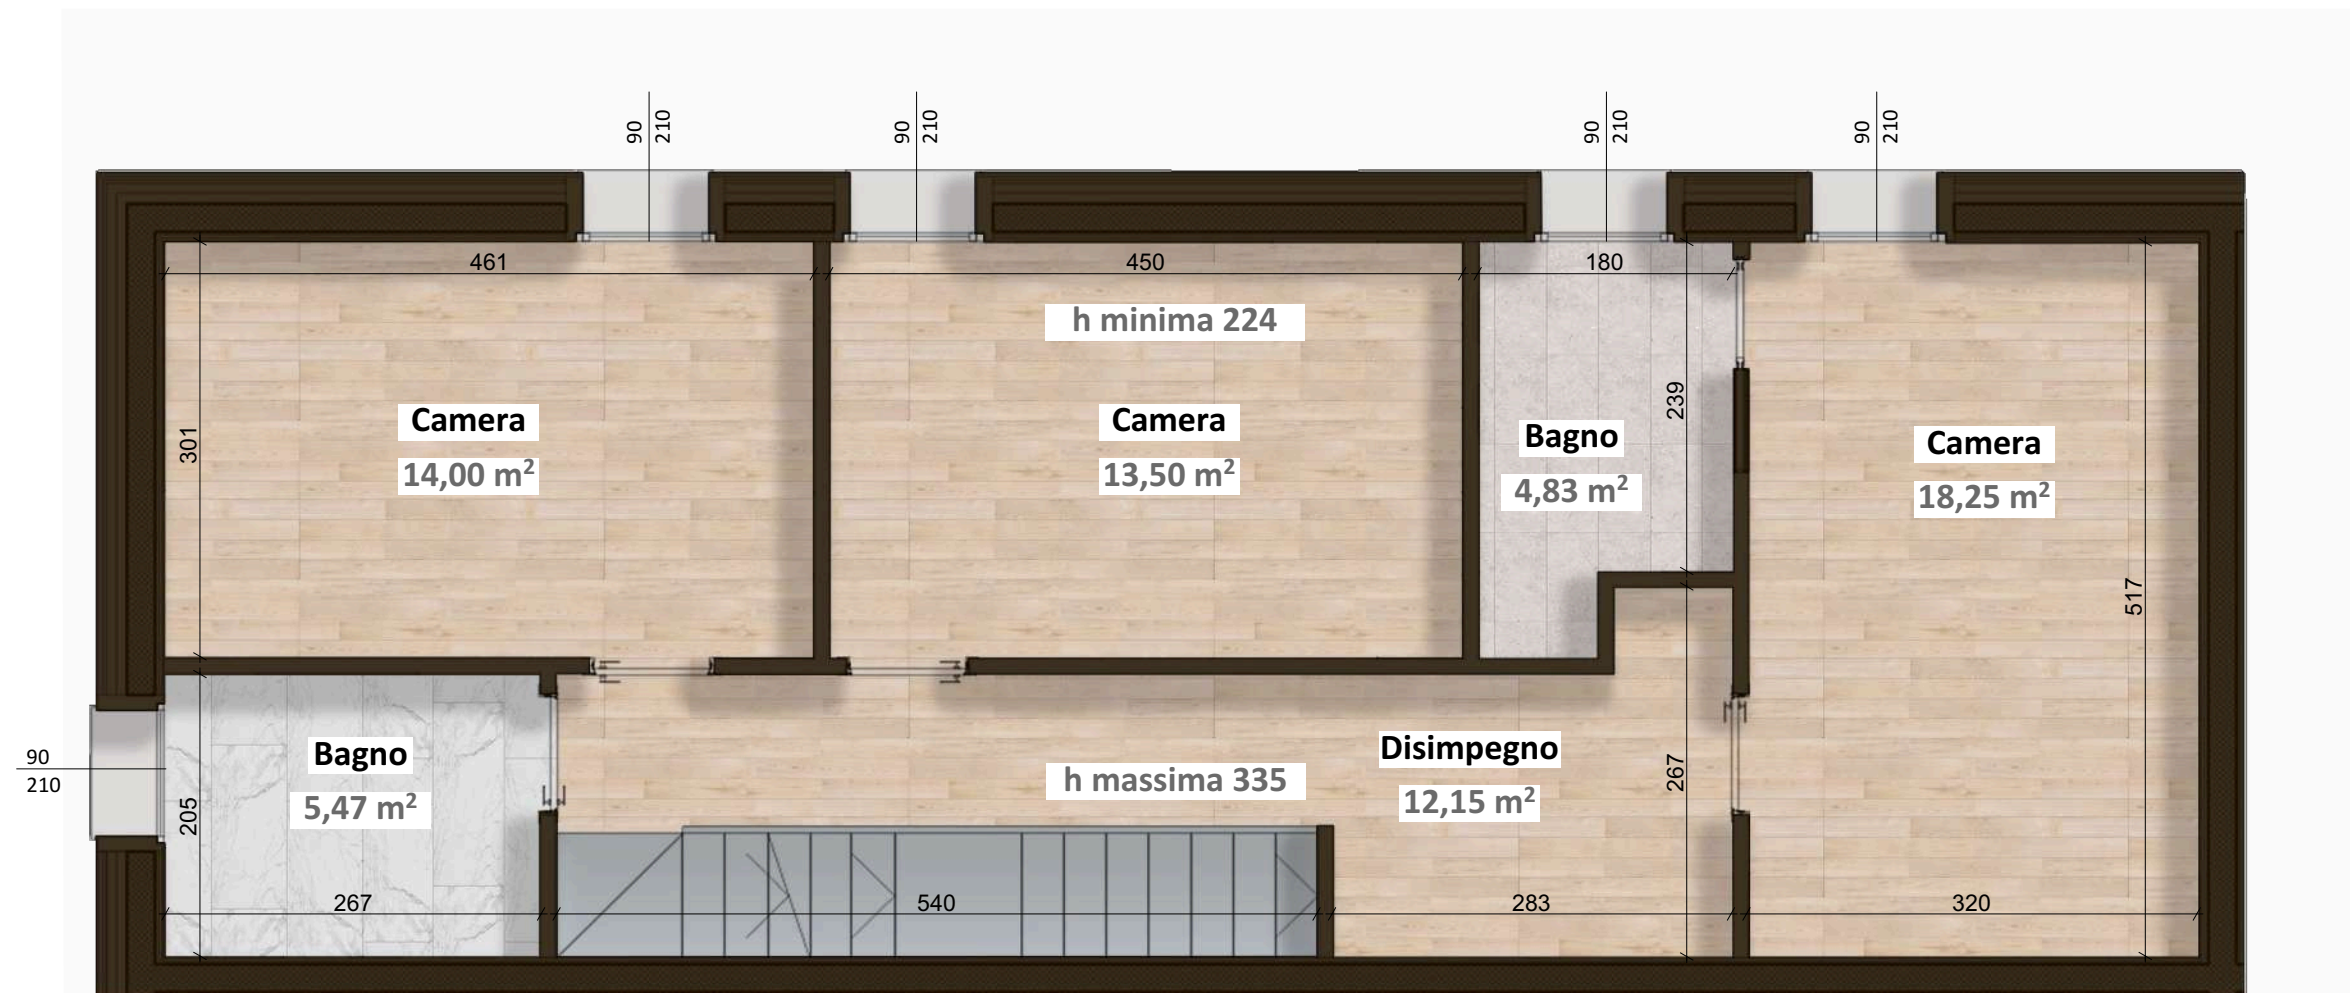 90
210
90
210
90
210
90
210
461
450
180
h minima 224
239
301
Camera
14,00 m²
Camera
13,50 m²
Bagno
4,83 m²
Camera
18,25 m²
517
Bagno
5,47 m²
90
210
205
h massima 335
Disimpegno
12,15 m²
267
267
540
283
320